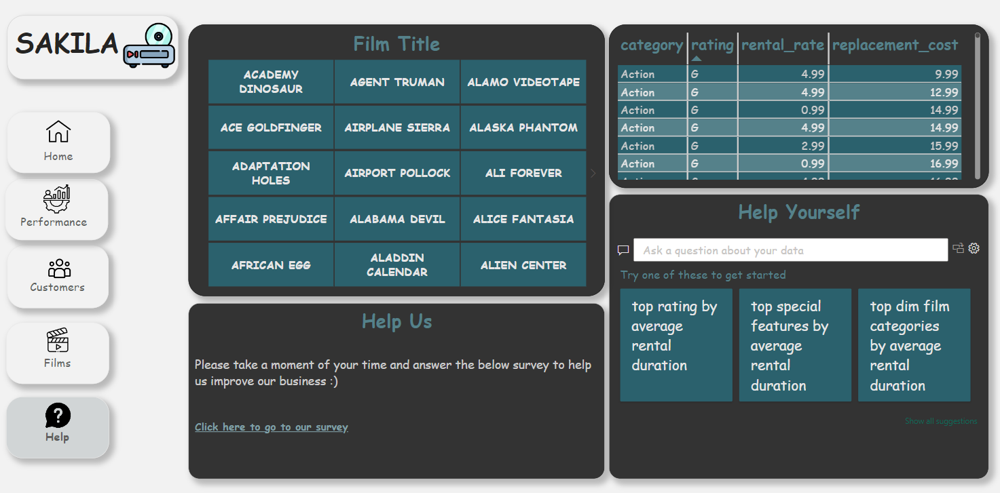 SAKILA
Home
Performance
Customers
Films
Help
Film Title
ACADEMY
DINOSAUR
AGENT TRUMAN
ALAMO VIDEOTAPE
ACE GOLDFINGER
AIRPLANE SIERRA
ALASKA PHANTOM
ADAPTATION
HOLES
AIRPORT POLLOCK
ALI FOREVER
AFFAIR PREJUDICE
ALABAMA DEVIL
ALICE FANTASIA
AFRICAN EGG
ALADDIN
CALENDAR
ALIEN CENTER
Help Us
Please take a moment of your time and answer the below survey to help
us improve our business :)
Click here to go to our survey
category rating rental_rate replacement_cost
Action G 4.99 9.99
Action G 4.99 12.99
Action G 0.99 14.99
Action G 4.99 14.99
Action G 2.99 15.99
Action G 0.99 16.99
Help Yourself
Ask a question about your data
Try one of these to get started
top rating by
average
rental
duration
top special
features by
average
rental
duration
top dim film
categories
by average
rental
duration
Show all suggestions